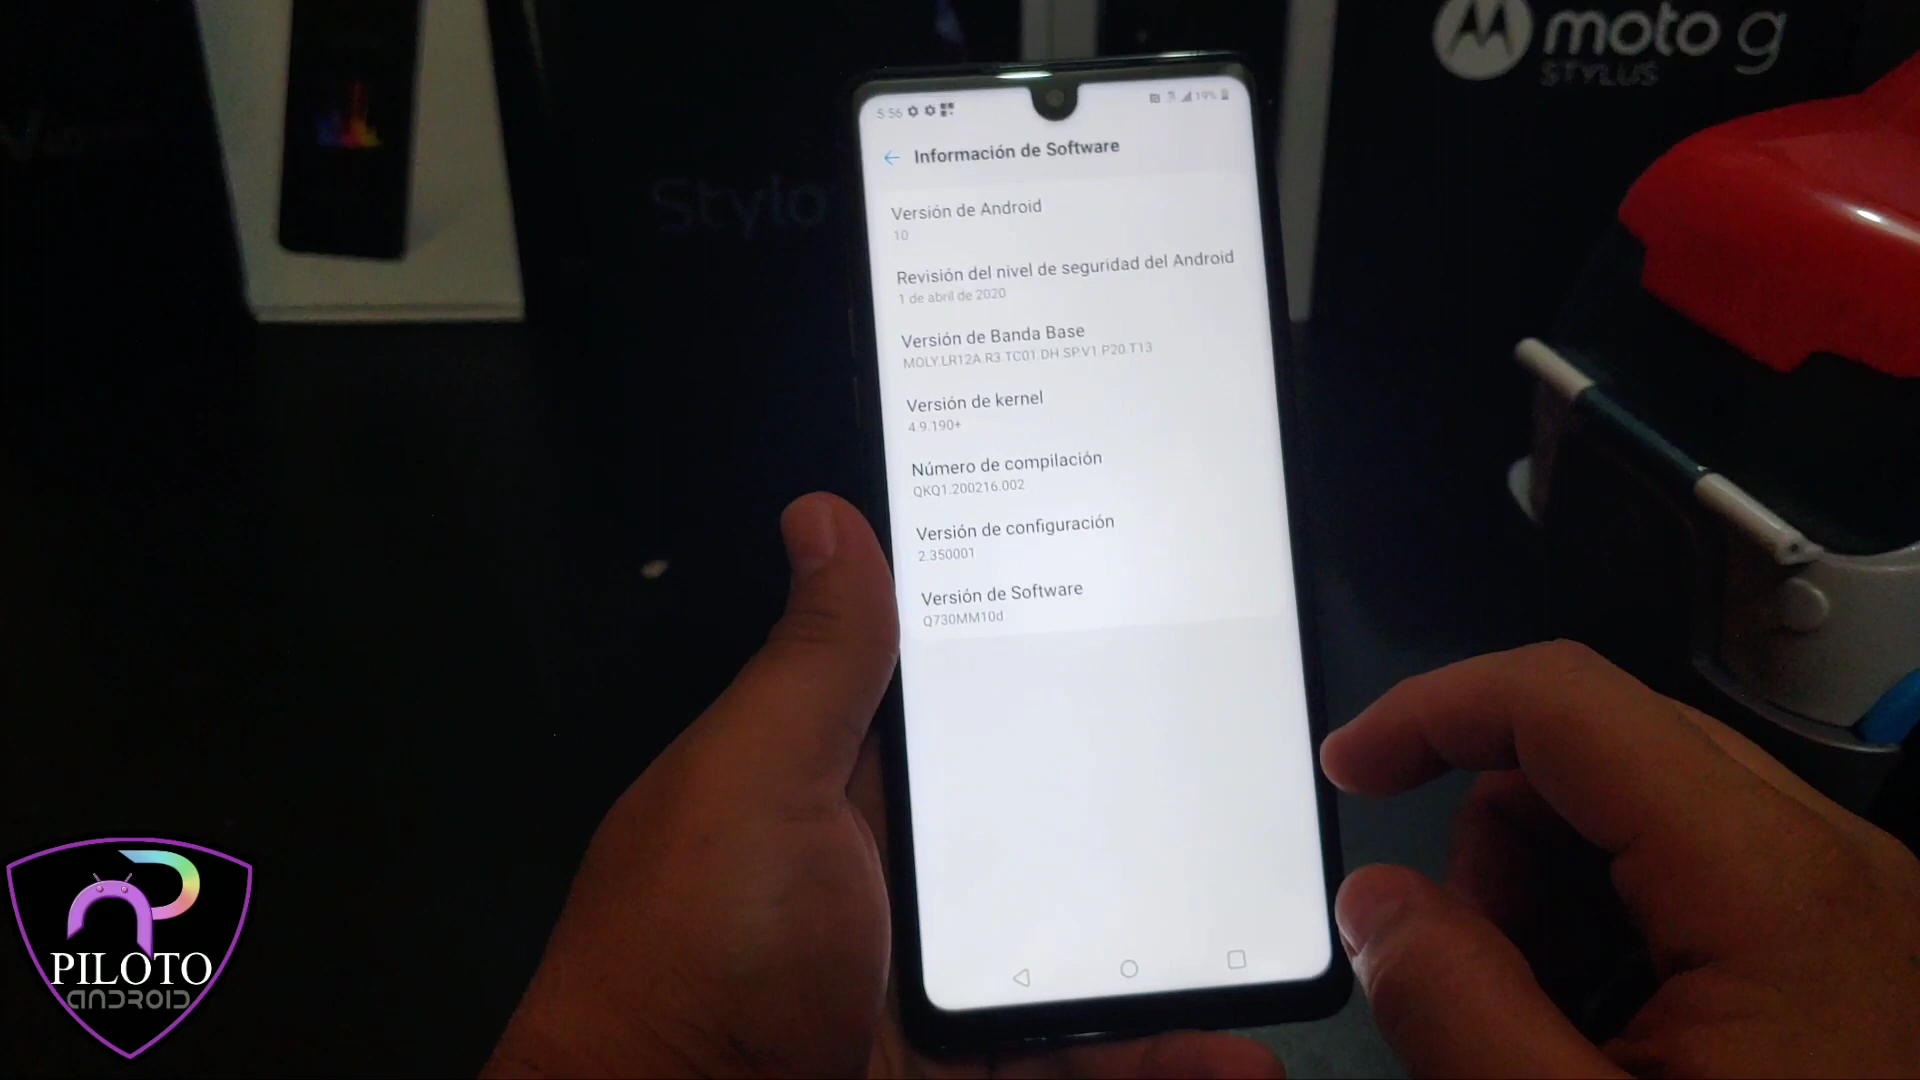 moto g
STYLUS
Stylo
5:56
19%
Información de Software
Versión de Android
10
Revisión del nivel de seguridad del Android
1 de abril de 2020
Versión de Banda Base
MOLY.LR12A.R3.TC01.DH.SP.V1.P20.T13
Versión de kernel
4.9.190+
Número de compilación
QKQ1.200216.002
Versión de configuración
2.350001
Versión de Software
Q730MM10d
PILOTO
ANDROID